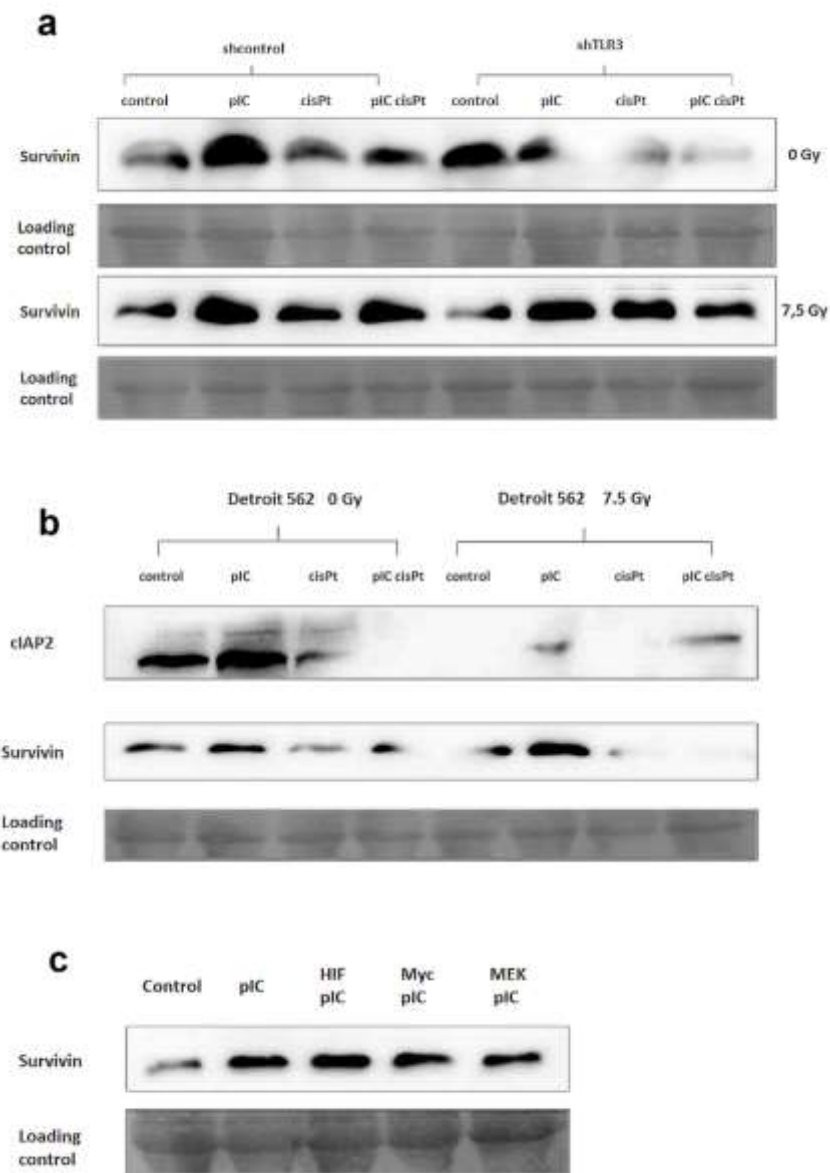 a
shcontrol shTLR3
control pIC cisPt pIC cisPt control pIC cisPt pIC cisPt
Survivin 0 Gy
Loading
control
Survivin 7,5 Gy
Loading
control
b
Detroit 562 0 Gy Detroit 562 7.5 Gy
control pIC cisPt pIC cisPt control pIC cisPt pIC cisPt
cIAP2
Survivin
Loading
control
c
Control pIC HIF pIC Myc pIC MEK pIC
Survivin
Loading
control